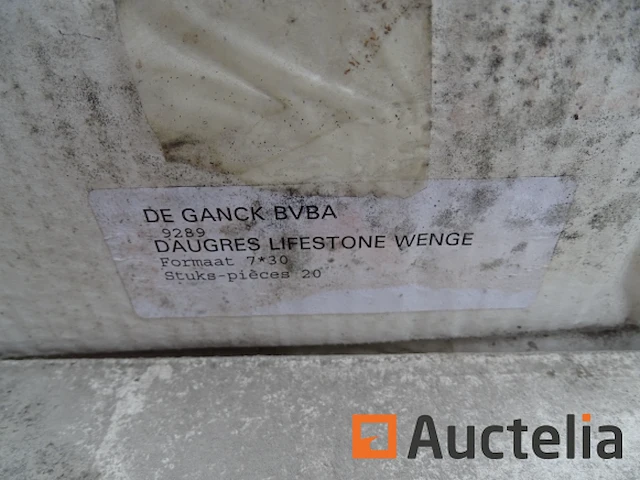 DE GANCK BVBA
9289
DAUGRES LIFESTONE WENGE
Formaat 7*30
Stuks-pièces 20
Auctelia